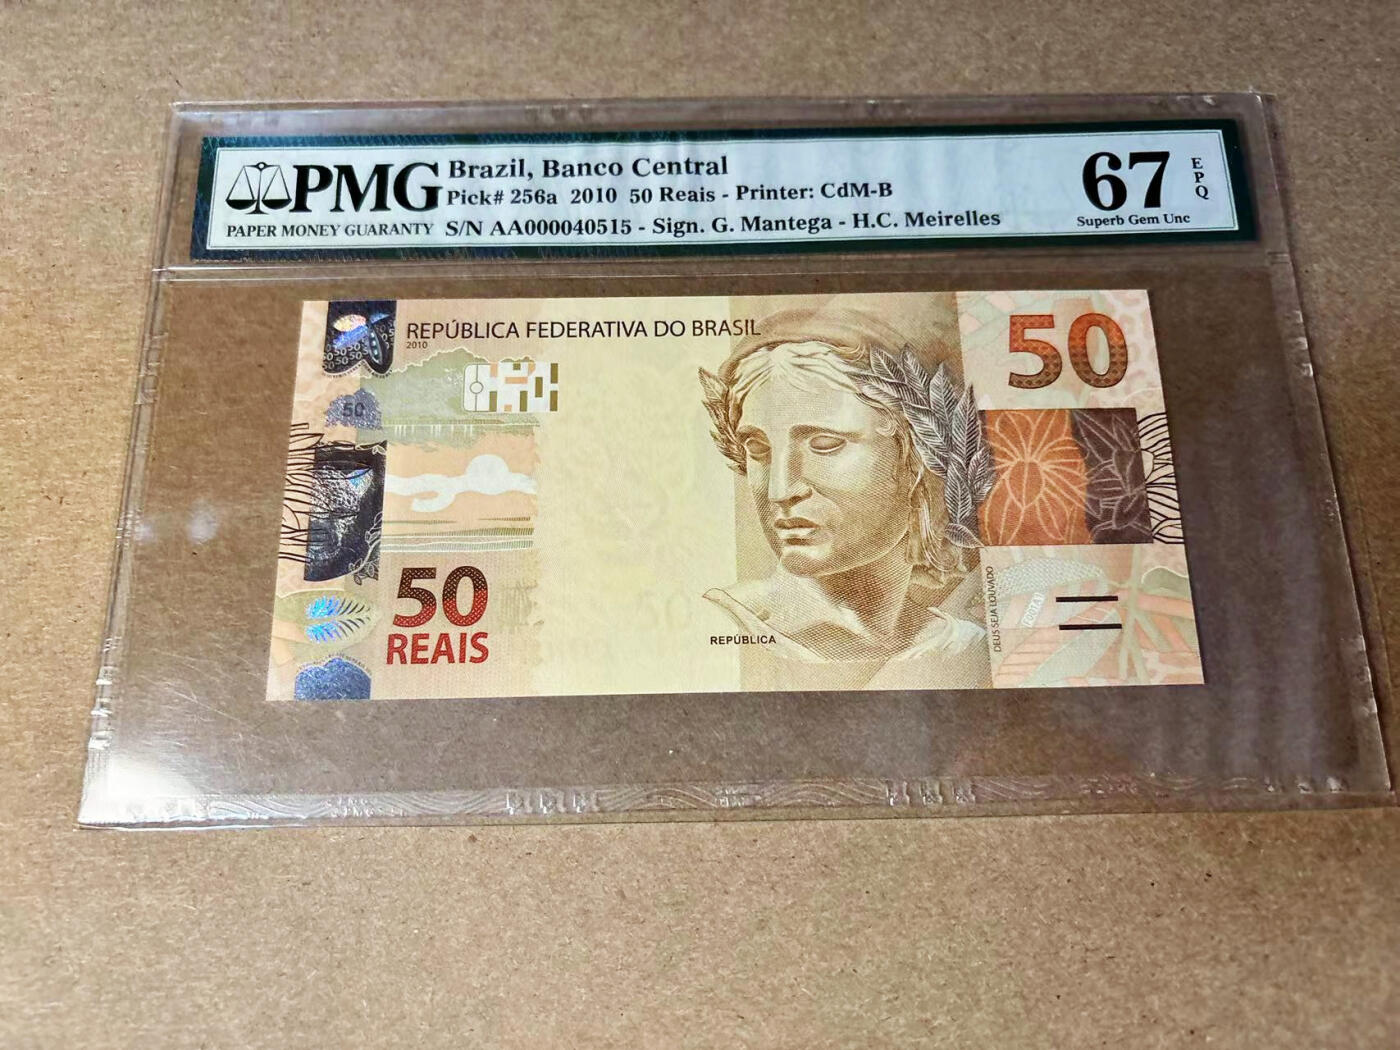 PMG
PAPER MONEY GUARANTY
Brazil, Banco Central
Pick# 256a 2010 50 Reais - Printer: CdM-B
S/N AA000040515 - Sign. G. Mantega - H.C. Meirelles
67
EPQ
Superb Gem Unc
REPÚBLICA FEDERATIVA DO BRASIL
2010
50
50
50
REAIS
REPÚBLICA
DEUS SEJA LOUVADO